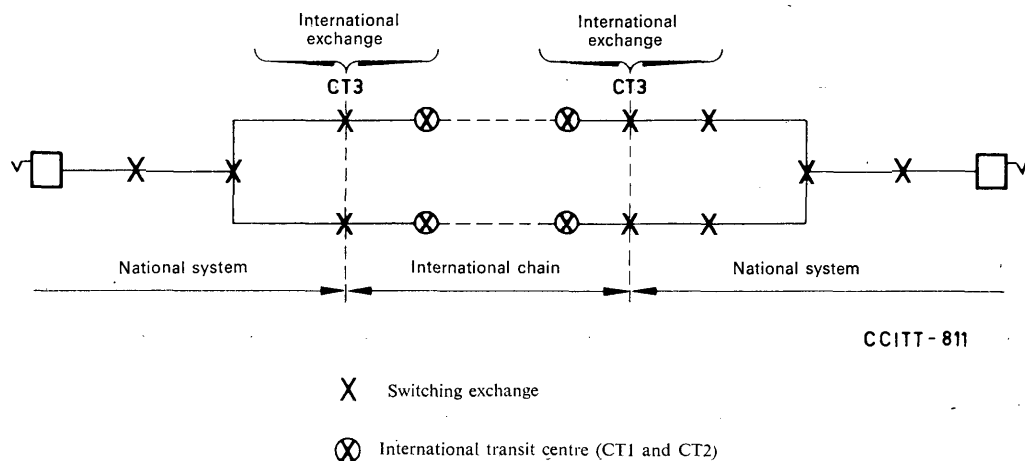 International
exchange
International
exchange
CT3
CT3
National system
International chain
National system
CCITT-811
X Switching exchange
International transit centre (CT1 and CT2)